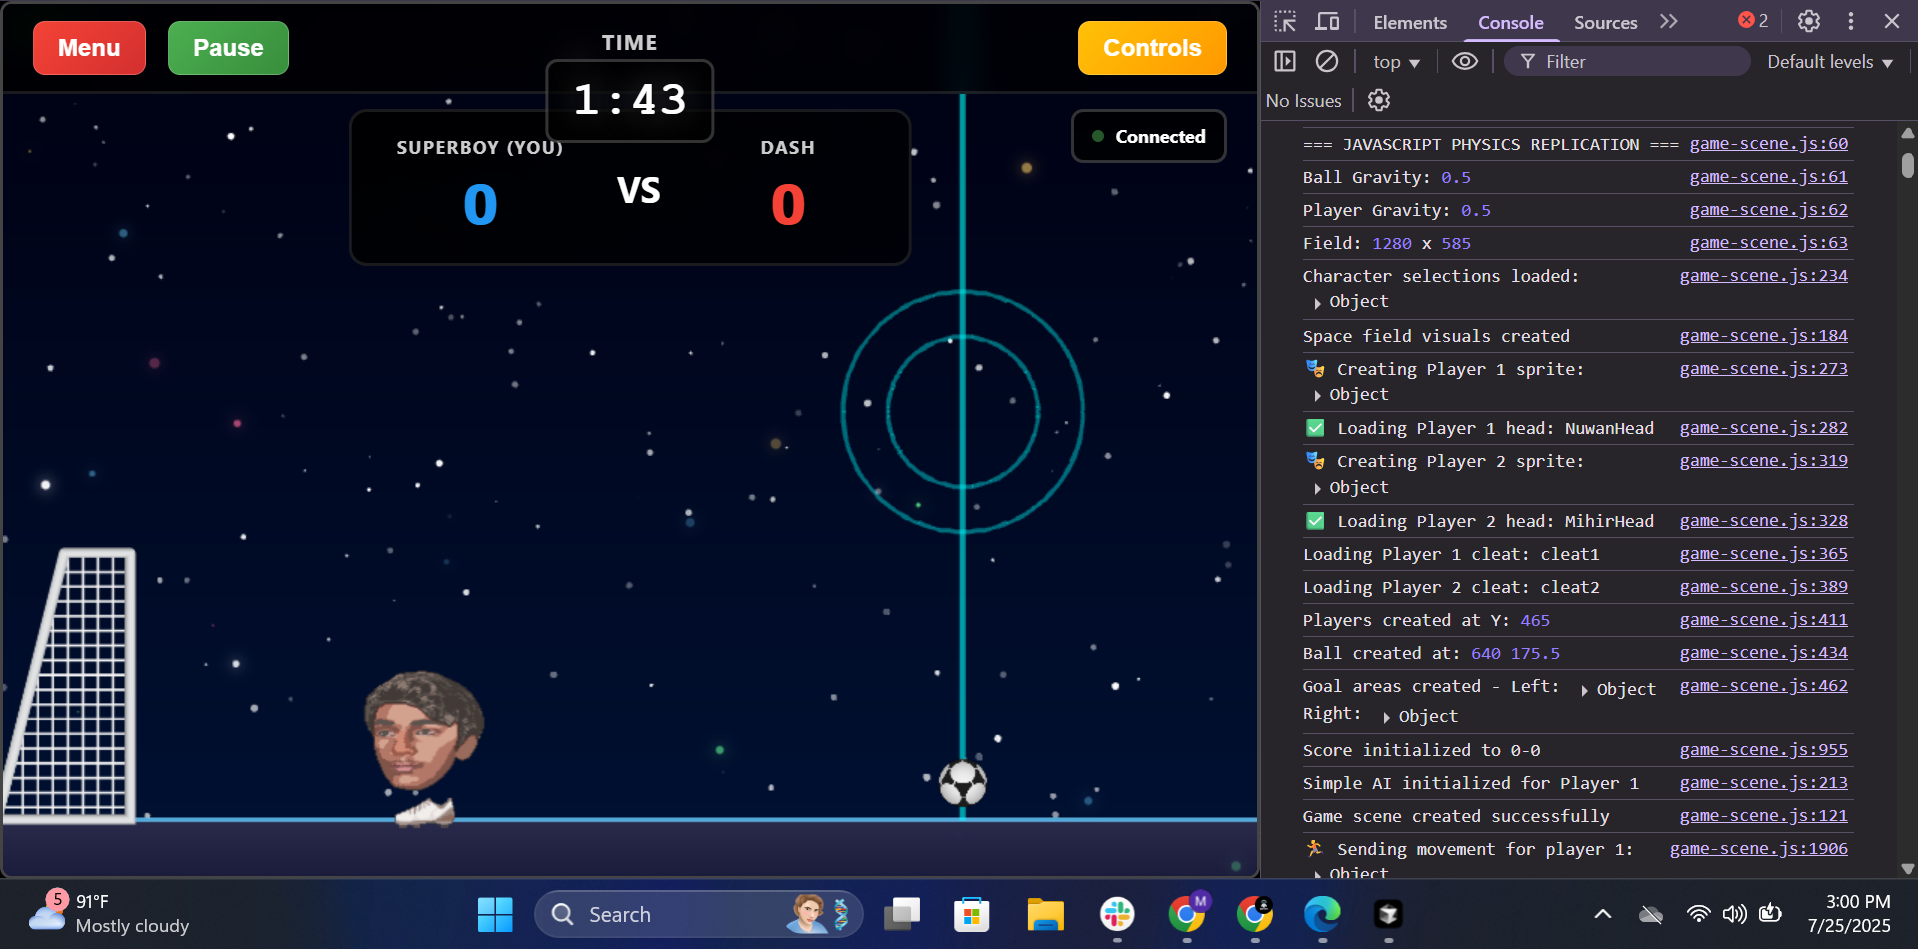 Menu
Pause
TIME
1:43
Controls
SUPERBOY (YOU)
0
VS
DASH
0
Connected
Elements
Console
Sources
2
top
Filter
Default levels
No Issues
=== JAVASCRIPT PHYSICS REPLICATION === game-scene.js:60
Ball Gravity: 0.5 game-scene.js:61
Player Gravity: 0.5 game-scene.js:62
Field: 1280 x 585 game-scene.js:63
Character selections loaded: game-scene.js:234
Object
Space field visuals created game-scene.js:184
Creating Player 1 sprite: game-scene.js:273
Object
Loading Player 1 head: NuwanHead game-scene.js:282
Creating Player 2 sprite: game-scene.js:319
Object
Loading Player 2 head: MihirHead game-scene.js:328
Loading Player 1 cleat: cleat1 game-scene.js:365
Loading Player 2 cleat: cleat2 game-scene.js:389
Players created at Y: 465 game-scene.js:411
Ball created at: 640 175.5 game-scene.js:434
Goal areas created - Left: Object game-scene.js:462
Right: Object
Score initialized to 0-0 game-scene.js:955
Simple AI initialized for Player 1 game-scene.js:213
Game scene created successfully game-scene.js:121
Sending movement for player 1: game-scene.js:1906
Object
5
91°F
Mostly cloudy
Search
M
3:00 PM
7/25/2025